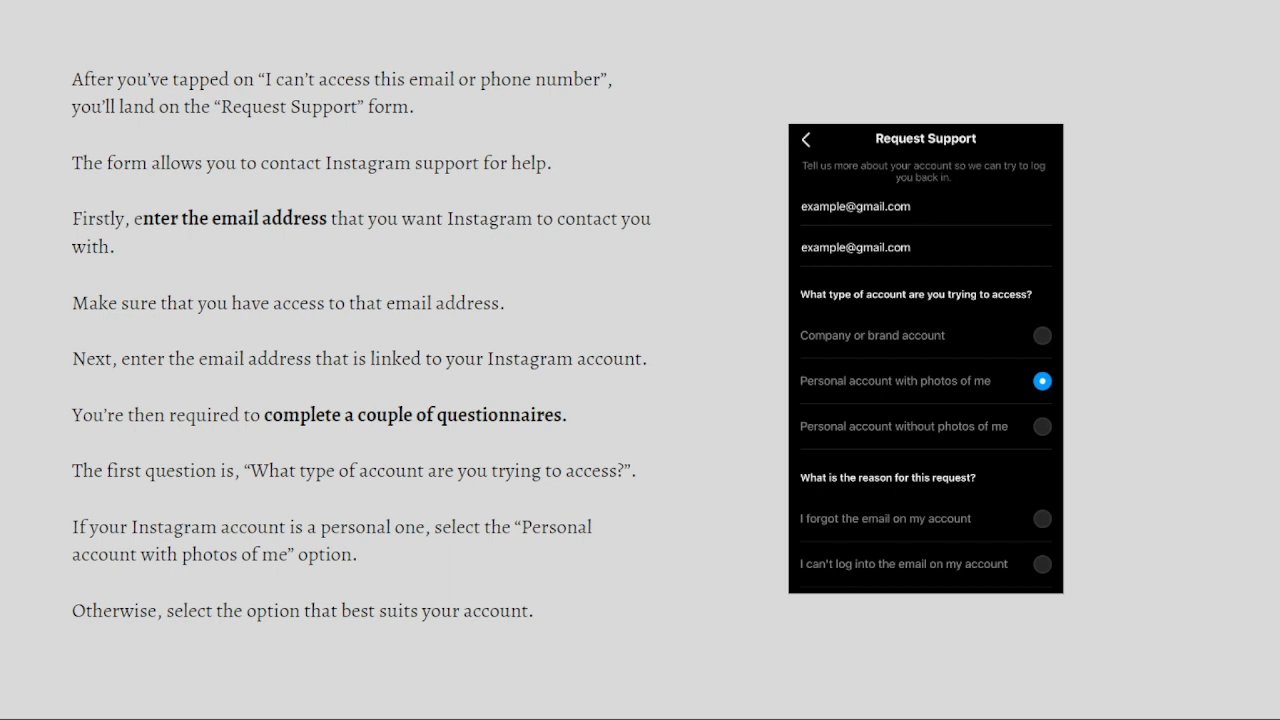 After you’ve tapped on “I can’t access this email or phone number”,
you’ll land on the “Request Support” form.
The form allows you to contact Instagram support for help.
Firstly, enter the email address that you want Instagram to contact you
with.
Make sure that you have access to that email address.
Next, enter the email address that is linked to your Instagram account.
You’re then required to complete a couple of questionnaires.
The first question is, “What type of account are you trying to access?”.
If your Instagram account is a personal one, select the “Personal
account with photos of me” option.
Otherwise, select the option that best suits your account.
Request Support
Tell us more about your account so we can try to log
you back in.
example@gmail.com
example@gmail.com
What type of account are you trying to access?
Company or brand account
Personal account with photos of me
Personal account without photos of me
What is the reason for this request?
I forgot the email on my account
I can't log into the email on my account